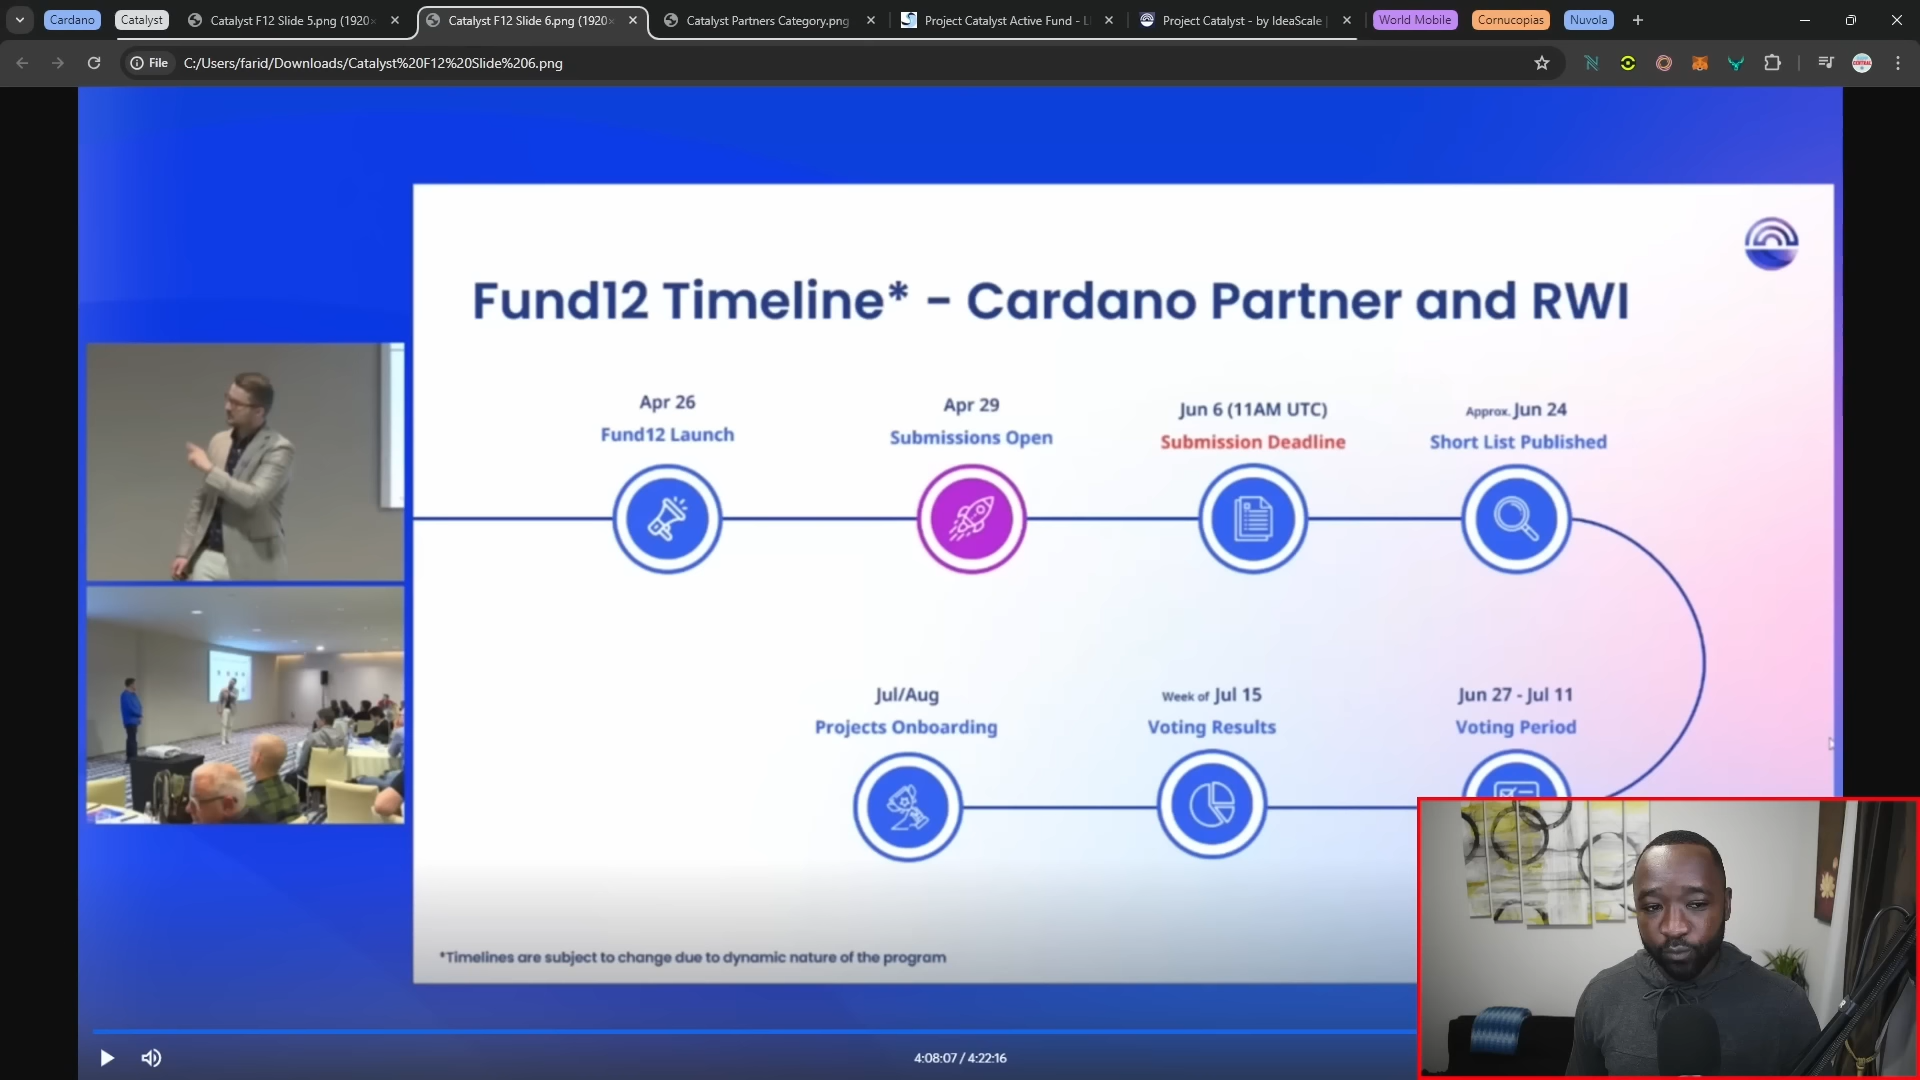 Cardano
Catalyst
Catalyst F12 Slide 5.png (1920
Catalyst F12 Slide 6.png (1920
Catalyst Partners Category.png
Project Catalyst Active Fund - L
Project Catalyst - by IdeaScale |
World Mobile
Cornucopias
Nuvola
File
C:/Users/farid/Downloads/Catalyst%20F12%20Slide%206.png
Fund12 Timeline* - Cardano Partner and RWI
Apr 26
Fund12 Launch
Apr 29
Submissions Open
Jun 6 (11AM UTC)
Submission Deadline
Approx. Jun 24
Short List Published
Jul/Aug
Projects Onboarding
Week of Jul 15
Voting Results
Jun 27 - Jul 11
Voting Period
*Timelines are subject to change due to dynamic nature of the program
4:08:07 / 4:22:16